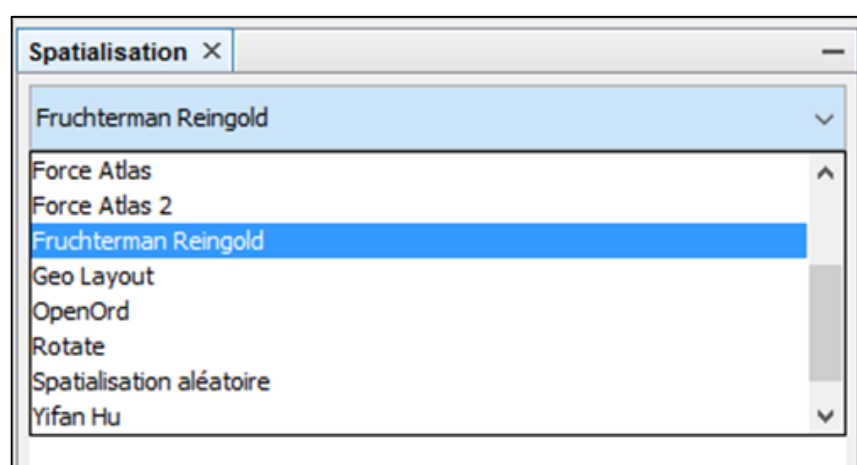 Spatialisation
Fruchterman Reingold
Force Atlas
Force Atlas 2
Fruchterman Reingold
Geo Layout
OpenOrd
Rotate
Spatialisation aléatoire
Yifan Hu